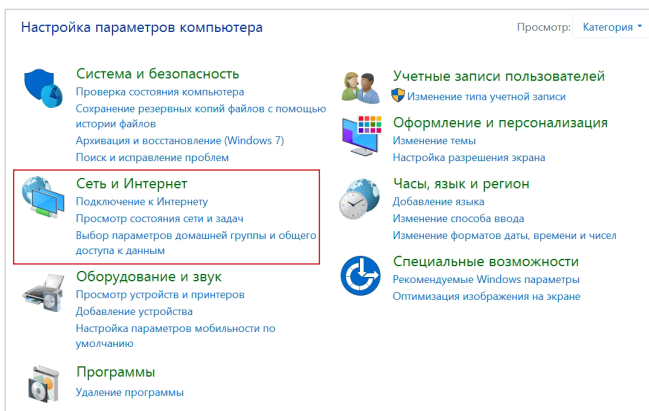 Настройка параметров компьютера
Просмотр: Категория
Система и безопасность
Проверка состояния компьютера
Сохранение резервных копий файлов с помощью
истории файлов
Архивация и восстановление (Windows 7)
Поиск и исправление проблем
Сеть и Интернет
Подключение к Интернету
Просмотр состояния сети и задач
Выбор параметров домашней группы и общего
доступа к данным
Оборудование и звук
Просмотр устройств и принтеров
Добавление устройства
Настройка параметров мобильности по
умолчанию
Программы
Удаление программы
Учетные записи пользователей
Изменение типа учетной записи
Оформление и персонализация
Изменение темы
Настройка разрешения экрана
Часы, язык и регион
Добавление языка
Изменение способа ввода
Изменение форматов даты, времени и чисел
Специальные возможности
Рекомендуемые Windows параметры
Оптимизация изображения на экране